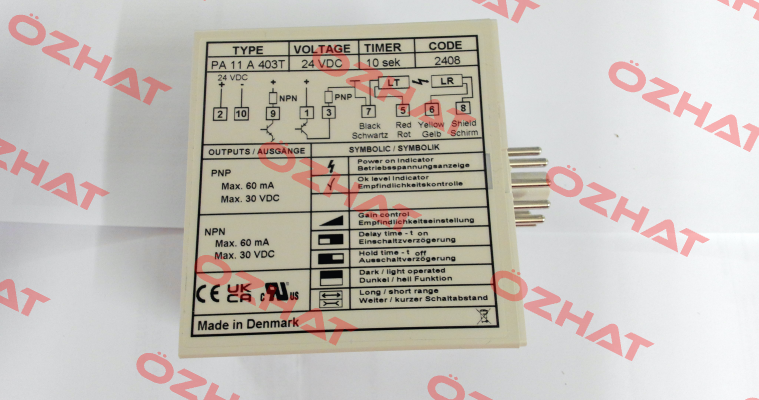 TYPE VOLTAGE TIMER CODE
PA 11 A 403T 24 VDC 10 sek 2408
24 VDC
+ - + + LT LR
NPN PNP
2 10 9 1 3 7 5 6 8
Black Red Yellow Shield
Schwartz Rot Gelb Schirm
OUTPUTS / AUSGÄNGE
PNP
Max. 60 mA
Max. 30 VDC
NPN
Max. 60 mA
Max. 30 VDC
SYMBOLIC / SYMBOLIK
Power on indicator
Betriebsspannungsanzeige
Ok level indicator
Empfindlichkeitskontrolle
Gain control
Empfindlichkeitseinstellung
Delay time - t on
Einschaltverzögerung
Hold time - t off
Ausschaltverzögerung
Dark / light operated
Dunkel / hell Funktion
Long / short range
Weiter / kurzer Schaltabstand
CE UK CA c UL US
Made in Denmark
ÖZHAT
ÖZHAT
ÖZHAT
ÖZHAT
ÖZHAT
ÖZHAT
ÖZHAT
ÖZHAT